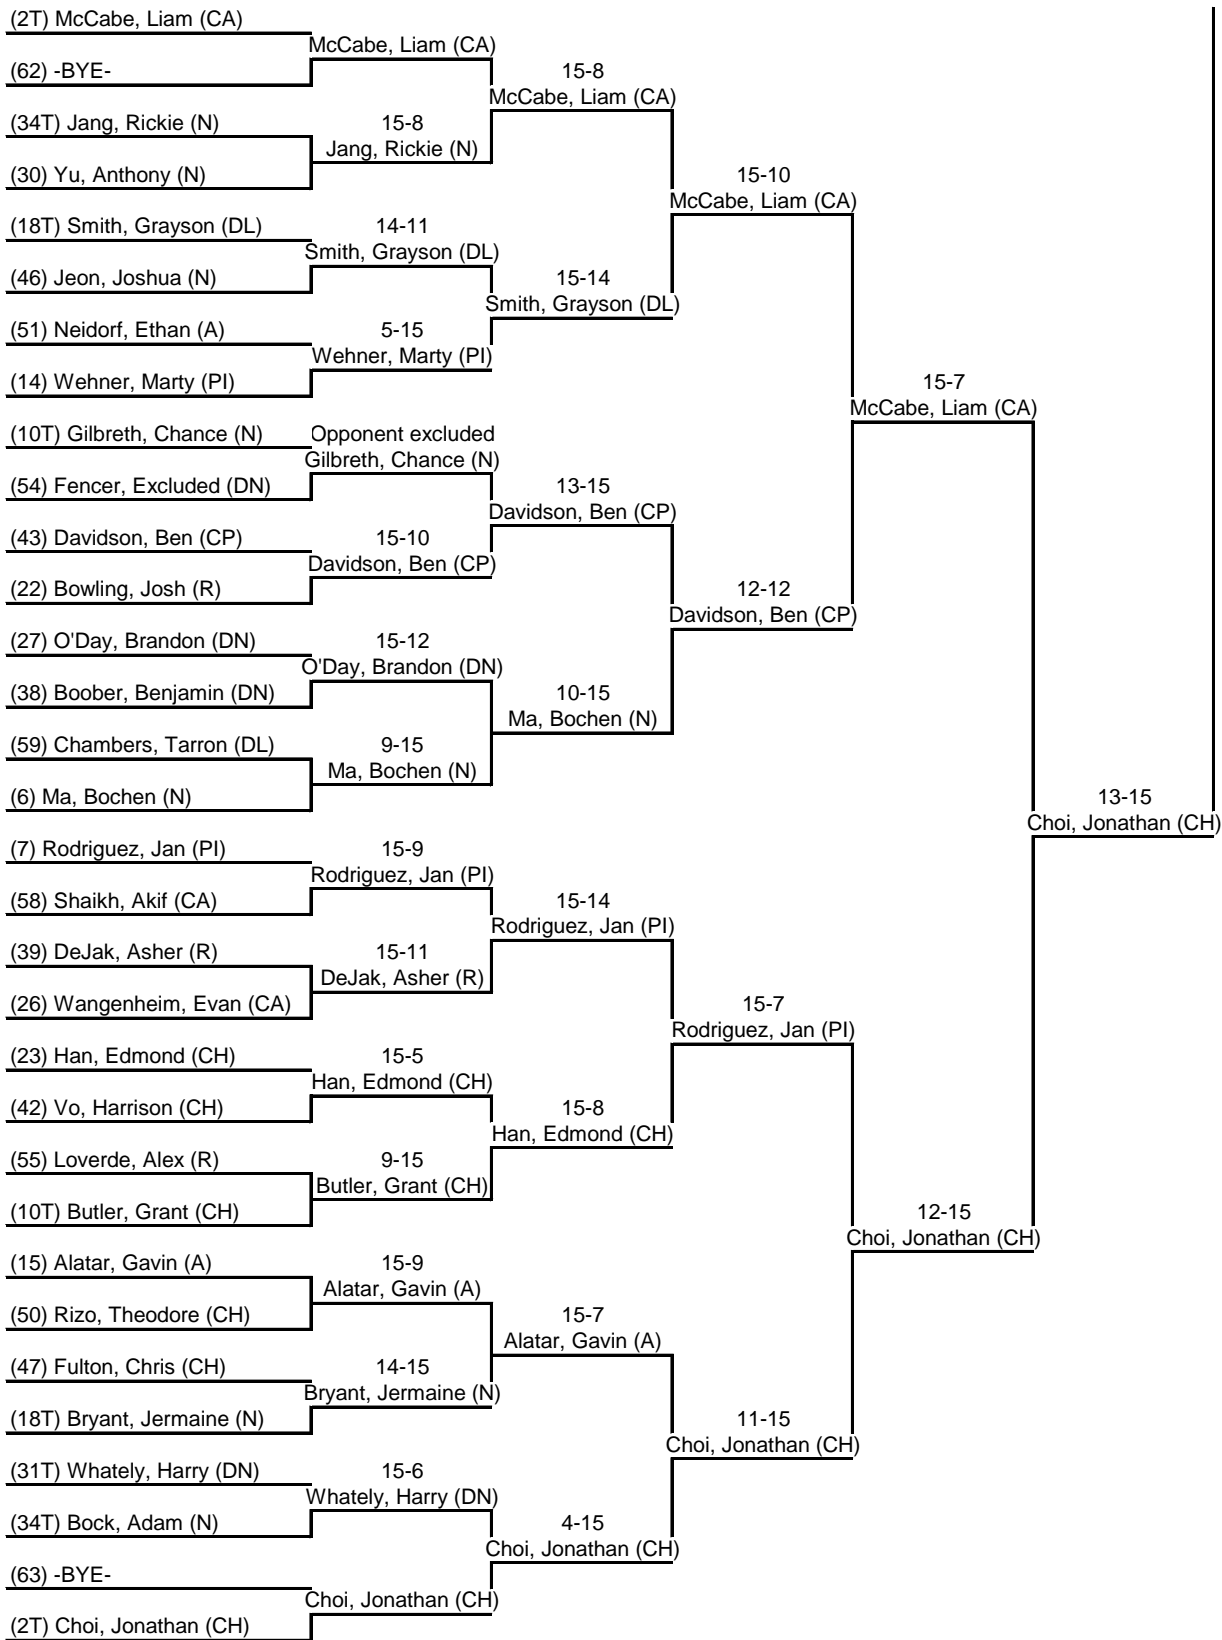 (2T) McCabe, Liam (CA)
McCabe, Liam (CA)
(62) -BYE-
15-8
McCabe, Liam (CA)
(34T) Jang, Rickie (N)
15-8
Jang, Rickie (N)
(30) Yu, Anthony (N)
15-10
McCabe, Liam (CA)
(18T) Smith, Grayson (DL)
14-11
Smith, Grayson (DL)
(46) Jeon, Joshua (N)
15-14
Smith, Grayson (DL)
(51) Neidorf, Ethan (A)
5-15
Wehner, Marty (PI)
(14) Wehner, Marty (PI)
15-7
McCabe, Liam (CA)
(10T) Gilbreth, Chance (N)
Opponent excluded
Gilbreth, Chance (N)
(54) Fencer, Excluded (DN)
13-15
Davidson, Ben (CP)
(43) Davidson, Ben (CP)
15-10
Davidson, Ben (CP)
(22) Bowling, Josh (R)
12-12
Davidson, Ben (CP)
(27) O'Day, Brandon (DN)
15-12
O'Day, Brandon (DN)
(38) Boober, Benjamin (DN)
10-15
Ma, Bochen (N)
(59) Chambers, Tarron (DL)
9-15
Ma, Bochen (N)
(6) Ma, Bochen (N)
13-15
Choi, Jonathan (CH)
(7) Rodriguez, Jan (PI)
15-9
Rodriguez, Jan (PI)
(58) Shaikh, Akif (CA)
15-14
Rodriguez, Jan (PI)
(39) DeJak, Asher (R)
15-11
DeJak, Asher (R)
(26) Wangenheim, Evan (CA)
15-7
Rodriguez, Jan (PI)
(23) Han, Edmond (CH)
15-5
Han, Edmond (CH)
(42) Vo, Harrison (CH)
15-8
Han, Edmond (CH)
(55) Loverde, Alex (R)
9-15
Butler, Grant (CH)
(10T) Butler, Grant (CH)
12-15
Choi, Jonathan (CH)
(15) Alatar, Gavin (A)
15-9
Alatar, Gavin (A)
(50) Rizo, Theodore (CH)
15-7
Alatar, Gavin (A)
(47) Fulton, Chris (CH)
14-15
Bryant, Jermaine (N)
(18T) Bryant, Jermaine (N)
11-15
Choi, Jonathan (CH)
(31T) Whately, Harry (DN)
15-6
Whately, Harry (DN)
(34T) Bock, Adam (N)
4-15
Choi, Jonathan (CH)
(63) -BYE-
Choi, Jonathan (CH)
(2T) Choi, Jonathan (CH)